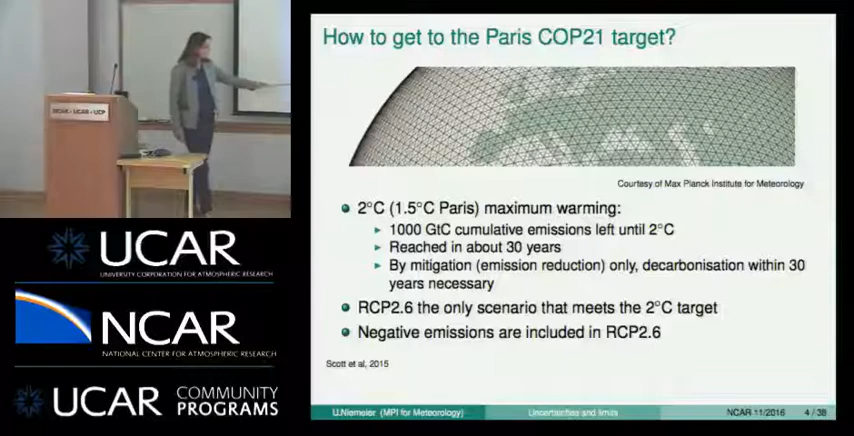 NCAR • UCAR • UCP
UCAR
UNIVERSITY CORPORATION FOR ATMOSPHERIC RESEARCH
NCAR
NATIONAL CENTER FOR ATMOSPHERIC RESEARCH
UCAR COMMUNITY PROGRAMS
How to get to the Paris COP21 target?
Courtesy of Max Planck Institute for Meteorology
2°C (1.5°C Paris) maximum warming:
1000 GtC cumulative emissions left until 2°C
Reached in about 30 years
By mitigation (emission reduction) only, decarbonisation within 30
years necessary
RCP2.6 the only scenario that meets the 2°C target
Negative emissions are included in RCP2.6
Scott et al, 2015
U.Niemeier (MPI for Meteorology) Uncertainties and limits NCAR 11/2016 4 / 38